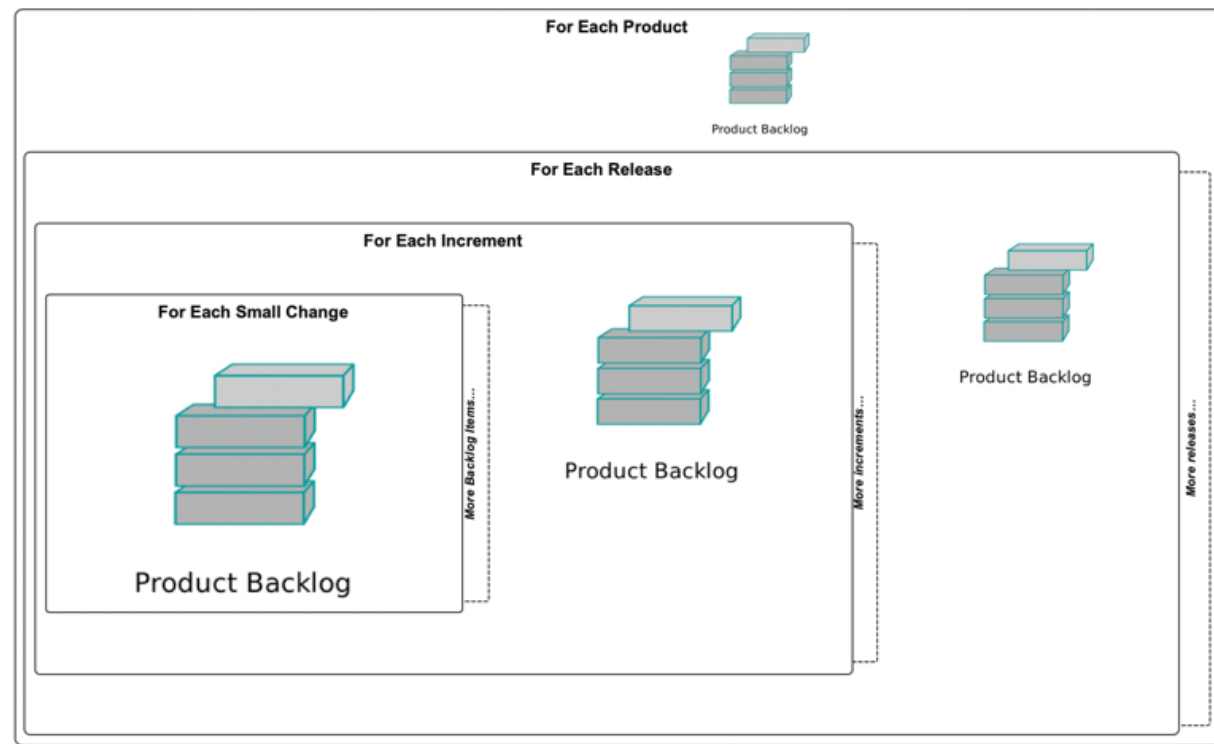 For Each Product
Product Backlog
For Each Release
For Each Increment
For Each Small Change
Product Backlog
More Backlog Items...
Product Backlog
More increments...
Product Backlog
More releases...